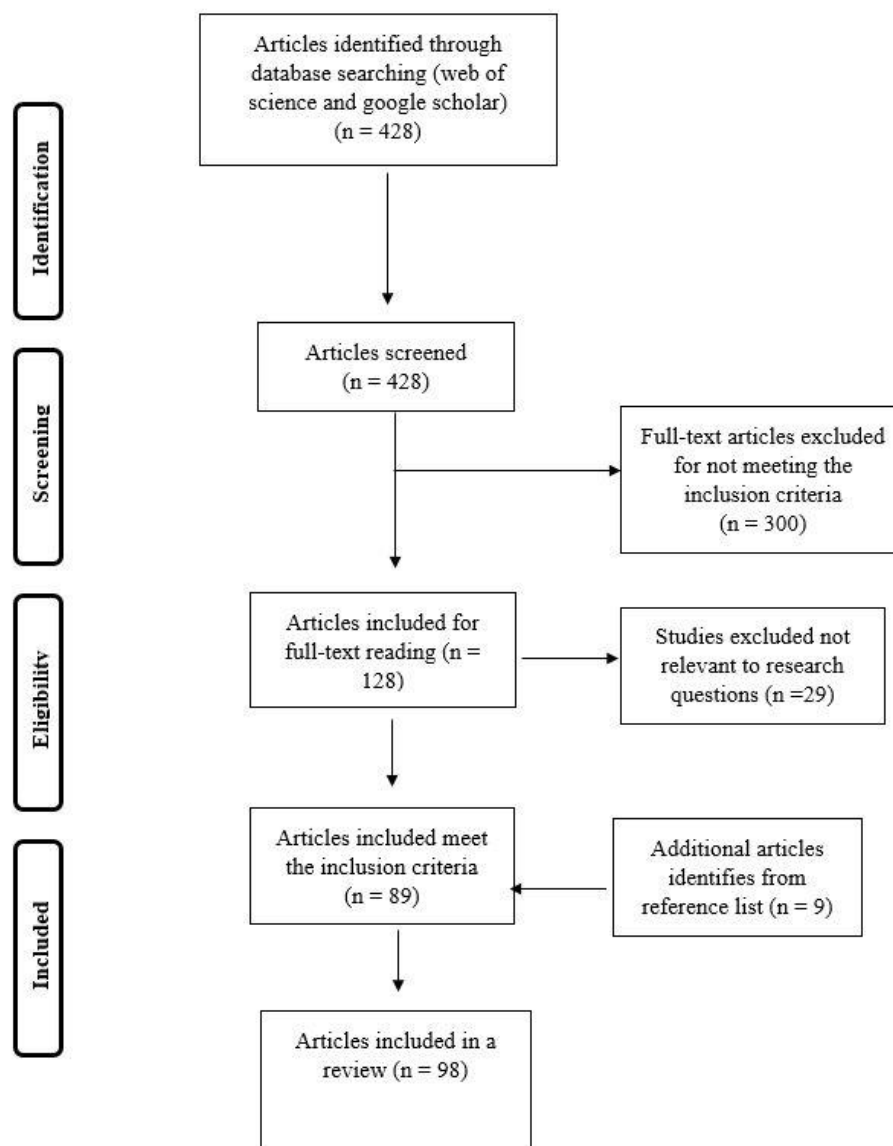 Articles identified through
database searching (web of
science and google scholar)
(n = 428)
Identification
Articles screened
(n = 428)
Screening
Full-text articles excluded
for not meeting the
inclusion criteria
(n = 300)
Articles included for
full-text reading (n =
128)
Studies excluded not
relevant to research
questions (n =29)
Eligibility
Articles included meet
the inclusion criteria
(n = 89)
Additional articles
identifies from
reference list (n = 9)
Included
Articles included in a
review (n = 98)